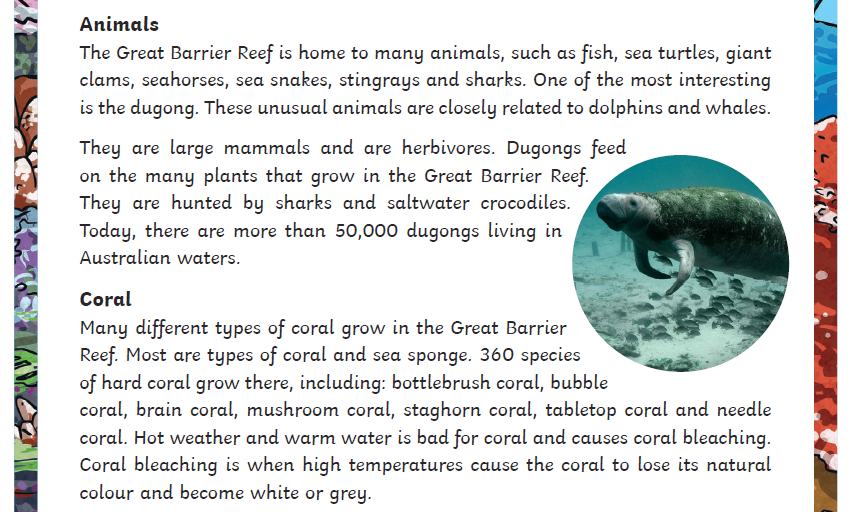 Animals
The Great Barrier Reef is home to many animals, such as fish, sea turtles, giant
clams, seahorses, sea snakes, stingrays and sharks. One of the most interesting
is the dugong. These unusual animals are closely related to dolphins and whales.
They are large mammals and are herbivores. Dugongs feed
on the many plants that grow in the Great Barrier Reef.
They are hunted by sharks and saltwater crocodiles.
Today, there are more than 50,000 dugongs living in
Australian waters.
Coral
Many different types of coral grow in the Great Barrier
Reef. Most are types of coral and sea sponge. 360 species
of hard coral grow there, including: bottlebrush coral, bubble
coral, brain coral, mushroom coral, staghorn coral, tabletop coral and needle
coral. Hot weather and warm water is bad for coral and causes coral bleaching.
Coral bleaching is when high temperatures cause the coral to lose its natural
colour and become white or grey.